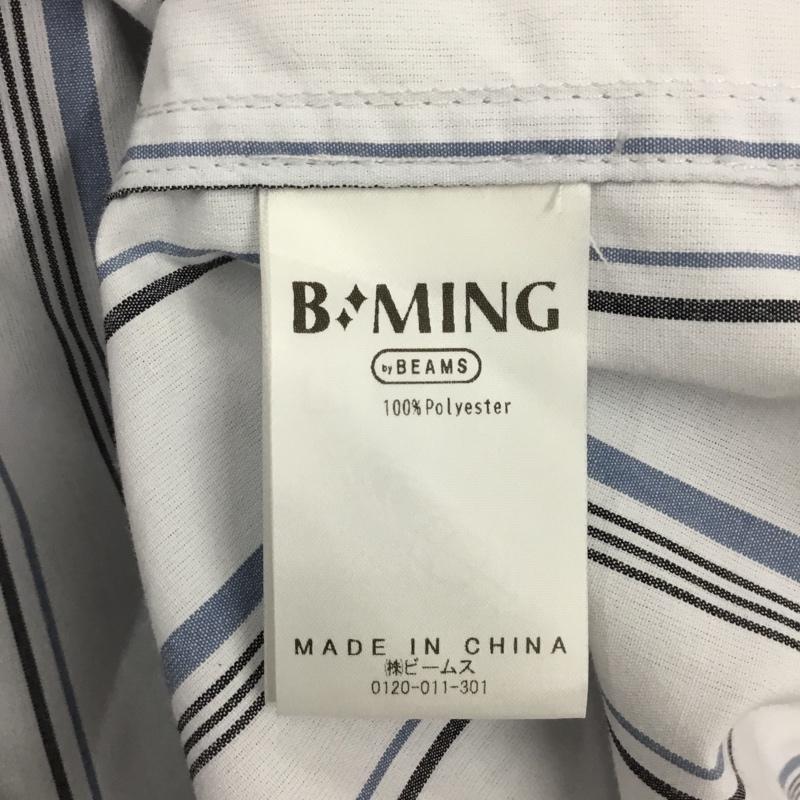 B MING
by BEAMS
100%Polyester
MADE IN CHINA
㈱ビームス
0120-011-301